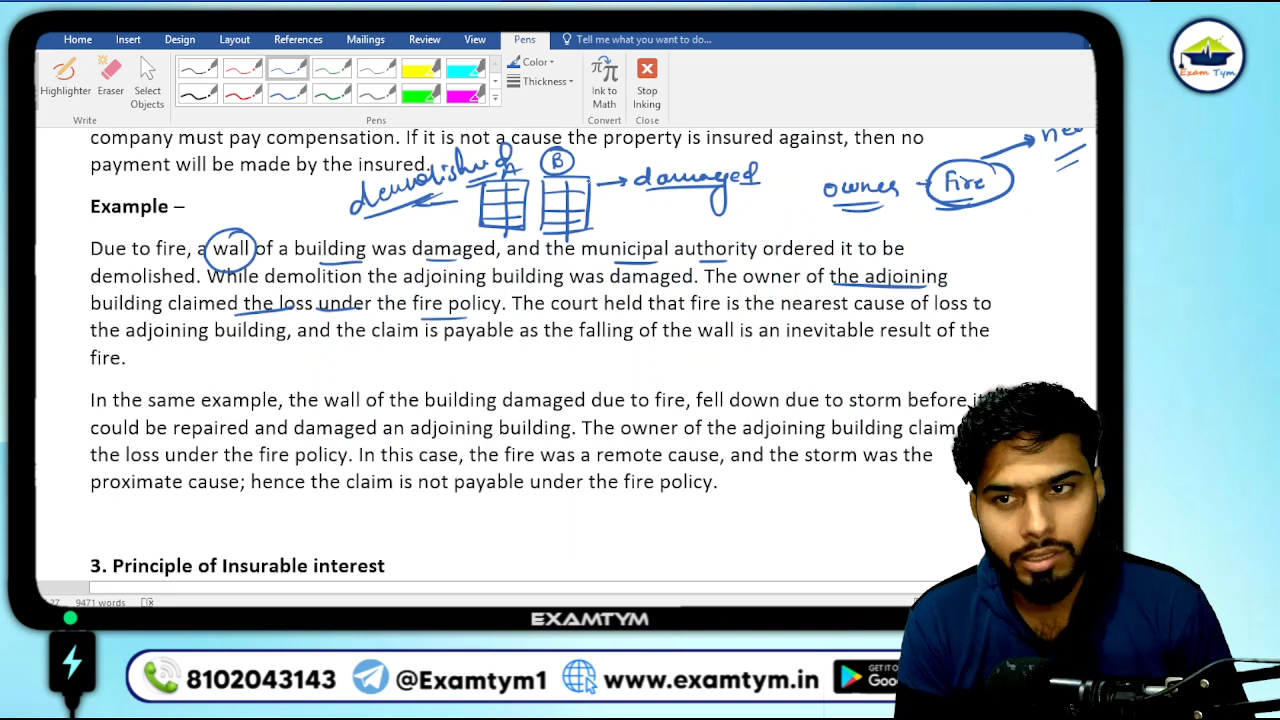 Home Insert Design Layout References Mailings Review View Pens Tell me what you want to do...
Highlighter Eraser Select Objects
Color
Thickness
Ink to Math
Stop Inking
Write Pens Convert Close
Exam Tym
company must pay compensation. If it is not a cause the property is insured against, then no
payment will be made by the insured.
demolished A B damaged owner fire
Example –
Due to fire, a wall of a building was damaged, and the municipal authority ordered it to be
demolished. While demolition the adjoining building was damaged. The owner of the adjoining
building claimed the loss under the fire policy. The court held that fire is the nearest cause of loss to
the adjoining building, and the claim is payable as the falling of the wall is an inevitable result of the
fire.
In the same example, the wall of the building damaged due to fire, fell down due to storm before it
could be repaired and damaged an adjoining building. The owner of the adjoining building claime
the loss under the fire policy. In this case, the fire was a remote cause, and the storm was the
proximate cause; hence the claim is not payable under the fire policy.
3. Principle of Insurable interest
9471 words
EXAMTYM
8102043143 @Examtym1 www.examtym.in GET IT O
Goo